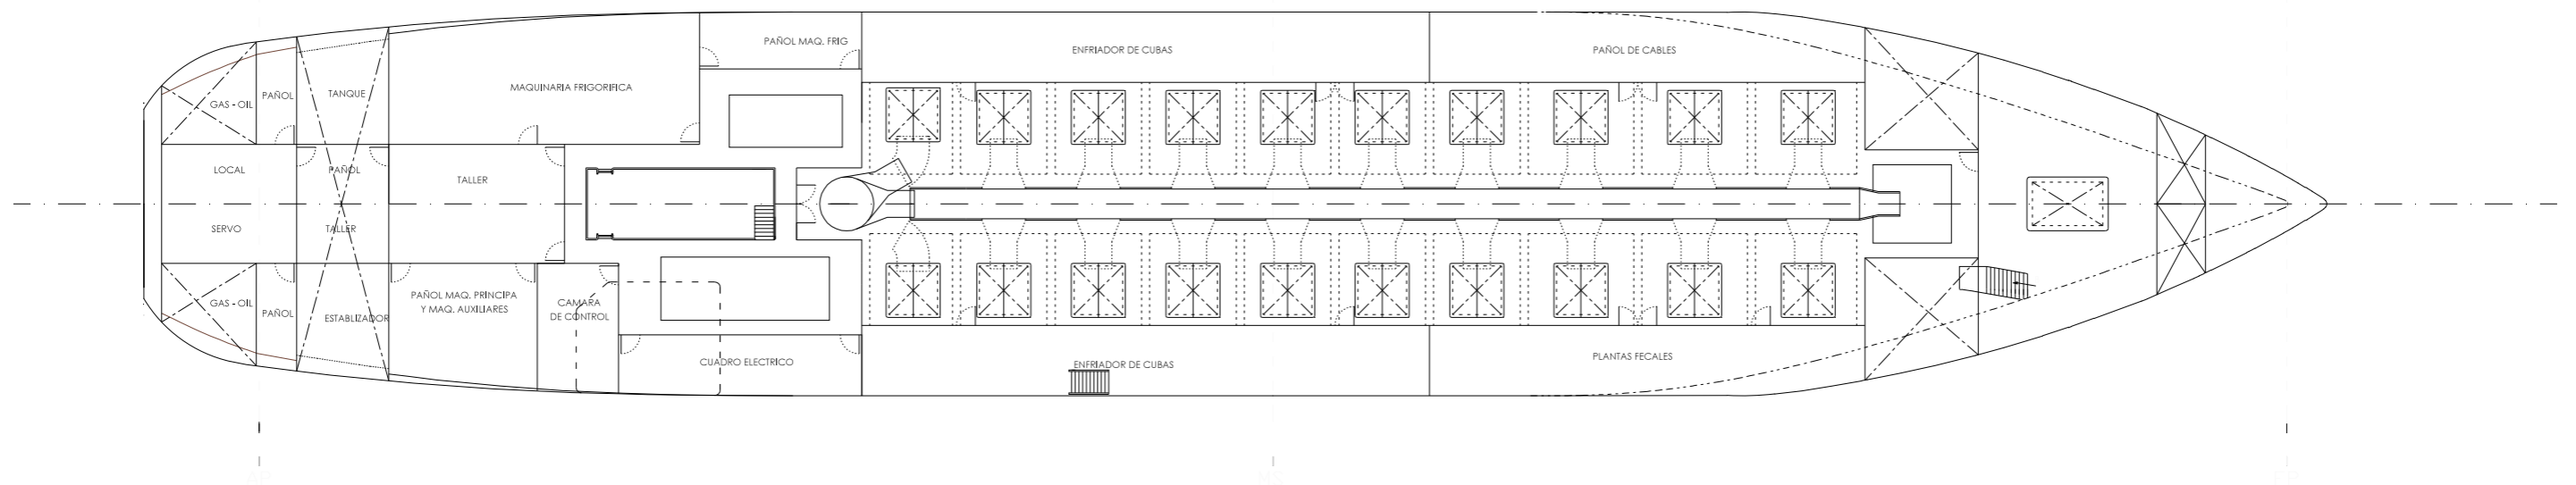 PAÑOL MAQ. FRIG
ENFRIADOR DE CUBAS
PAÑOL DE CABLES
MAQUINARIA FRIGORIFICA
TANQUE
PAÑOL
GAS - OIL
LOCAL
PAÑOL
TALLER
SERVO
TALLER
GAS - OIL
PAÑOL
ESTABLIZADOR
PAÑOL MAQ. PRINCIPA
Y MAQ. AUXILIARES
CAMARA
DE CONTROL
CUADRO ELECTRICO
ENFRIADOR DE CUBAS
PLANTAS FECALES